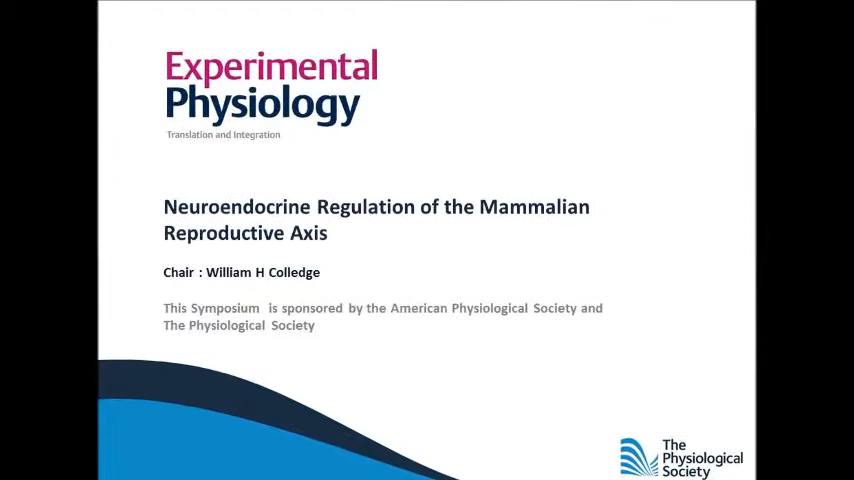 Experimental
Physiology
Translation and Integration
Neuroendocrine Regulation of the Mammalian
Reproductive Axis
Chair : William H Colledge
This Symposium is sponsored by the American Physiological Society and
The Physiological Society
The
Physiological
Society